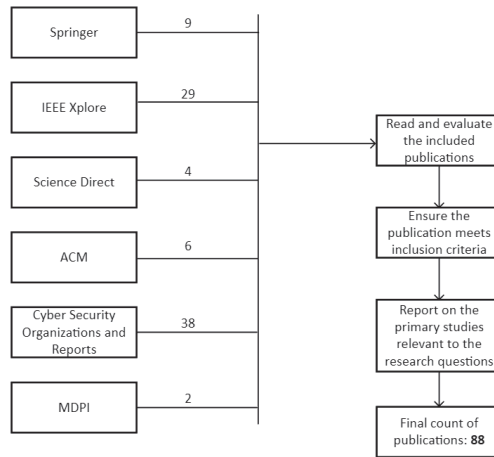 Springer
9
IEEE Xplore
29
Science Direct
4
ACM
6
Cyber Security
Organizations and
Reports
38
MDPI
2
Read and evaluate
the included
publications
Ensure the
publication meets
inclusion criteria
Report on the
primary studies
relevant to the
research questions
Final count of
publications: 88